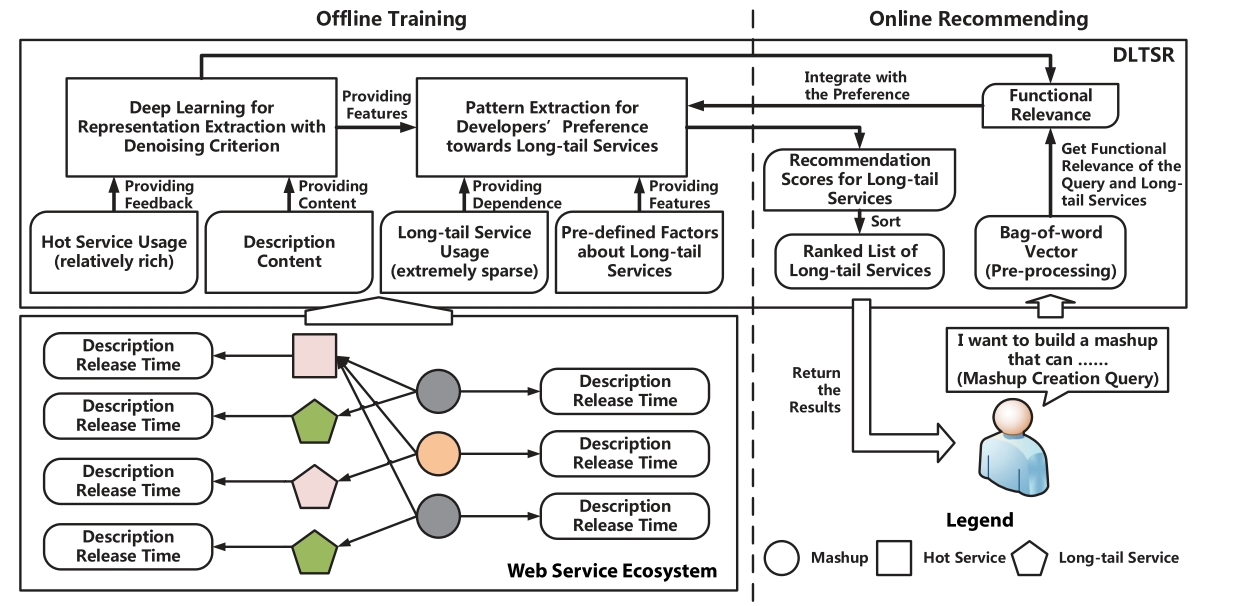 Offline Training
Online Recommending
DLTSR
Deep Learning for
Representation Extraction with
Denoising Criterion
Providing
Features
Pattern Extraction for
Developers’ Preference
towards Long-tail Services
Integrate with
the Preference
Functional
Relevance
Providing
Feedback
Providing
Content
Providing
Dependence
Providing
Features
Recommendation
Scores for Long-tail
Services
Get Functional
Relevance of the
Query and Long-
tail Services
Sort
Hot Service Usage
(relatively rich)
Description
Content
Long-tail Service
Usage
(extremely sparse)
Pre-defined Factors
about Long-tail
Services
Ranked List of
Long-tail Services
Bag-of-word
Vector
(Pre-processing)
Description
Release Time
Description
Release Time
Description
Release Time
Description
Release Time
Description
Release Time
Description
Release Time
Description
Release Time
Web Service Ecosystem
Return
the
Results
I want to build a mashup
that can ......
(Mashup Creation Query)
Legend
Mashup
Hot Service
Long-tail Service